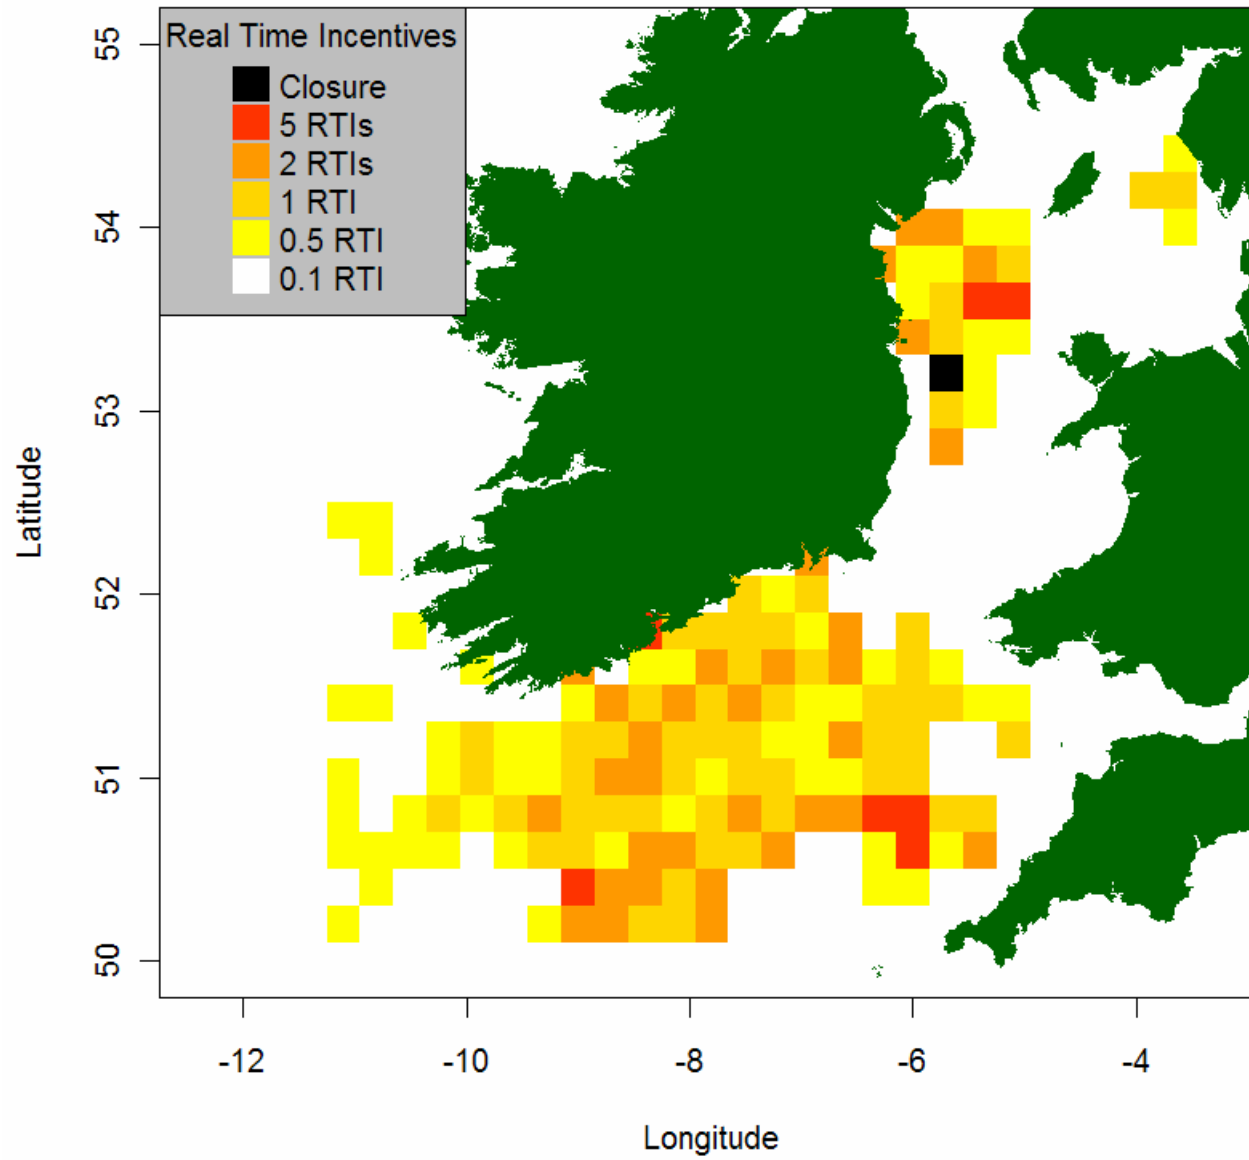 Real Time Incentives
Closure
5 RTIs
2 RTIs
1 RTI
0.5 RTI
0.1 RTI
55
54
53
52
51
50
Latitude
-12
-10
-8
-6
-4
Longitude